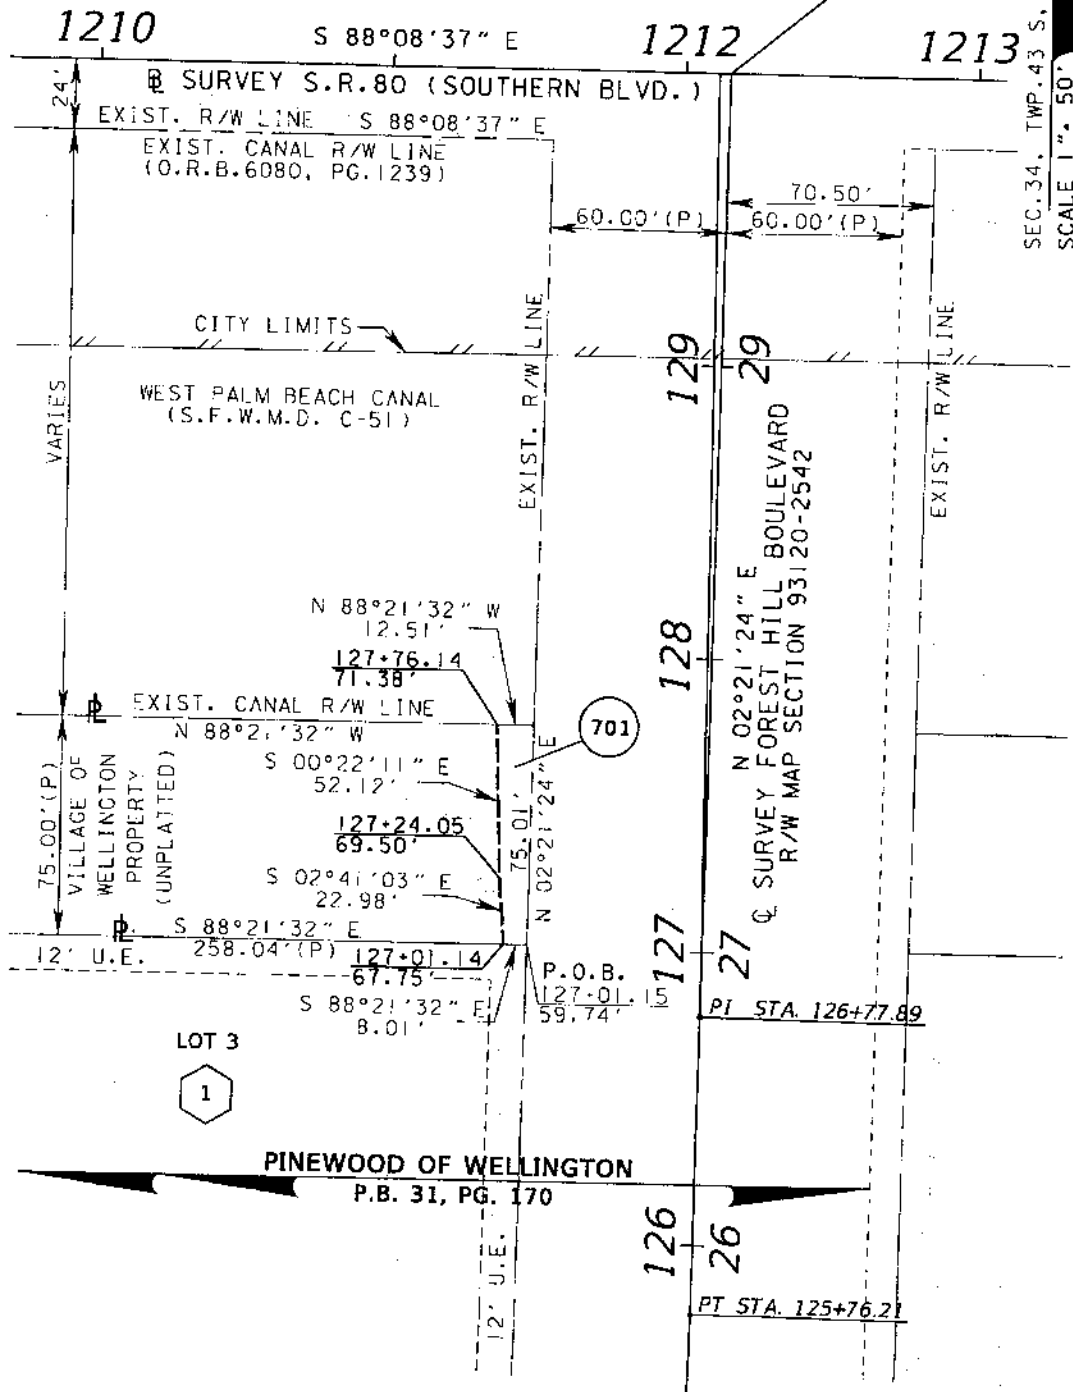 1210
S 88°08'37" E
1212
1213
SEC.34, TWP.43 S,
SCALE 1"= 50'
24'
℄ SURVEY S.R.80 (SOUTHERN BLVD.)
EXIST. R/W LINE S 88°08'37" E
EXIST. CANAL R/W LINE
(O.R.B.6080, PG.1239)
70.50'
60.00'(P)
60.00'(P)
CITY LIMITS
EXIST. R/W LINE
129
29
EXIST. R/W LINE
VARIES
WEST PALM BEACH CANAL
(S.F.W.M.D. C-51)
N 02°21'24" E
℄ SURVEY FOREST HILL BOULEVARD
R/W MAP SECTION 93120-2542
N 88°21'32" W
12.51'
128
127+76.14
71.38'
℄ EXIST. CANAL R/W LINE
N 88°21'32" W
701
75.00'(P)
VILLAGE OF
WELLINGTON
PROPERTY
(UNPLATTED)
S 00°22'11" E
52.12'
127+24.05
69.50'
75.01'
N 02°21'24" E
S 02°41'03" E
22.98'
℄ S 88°21'32" E
258.04'(P)
12' U.E.
127+01.14
67.75'
127
27
P.O.B.
127+01.15
59.74'
S 88°21'32" E
8.01'
PI STA. 126+77.89
LOT 3
1
PINEWOOD OF WELLINGTON
P.B. 31, PG. 170
126
26
12' U.E.
PT STA. 125+76.21